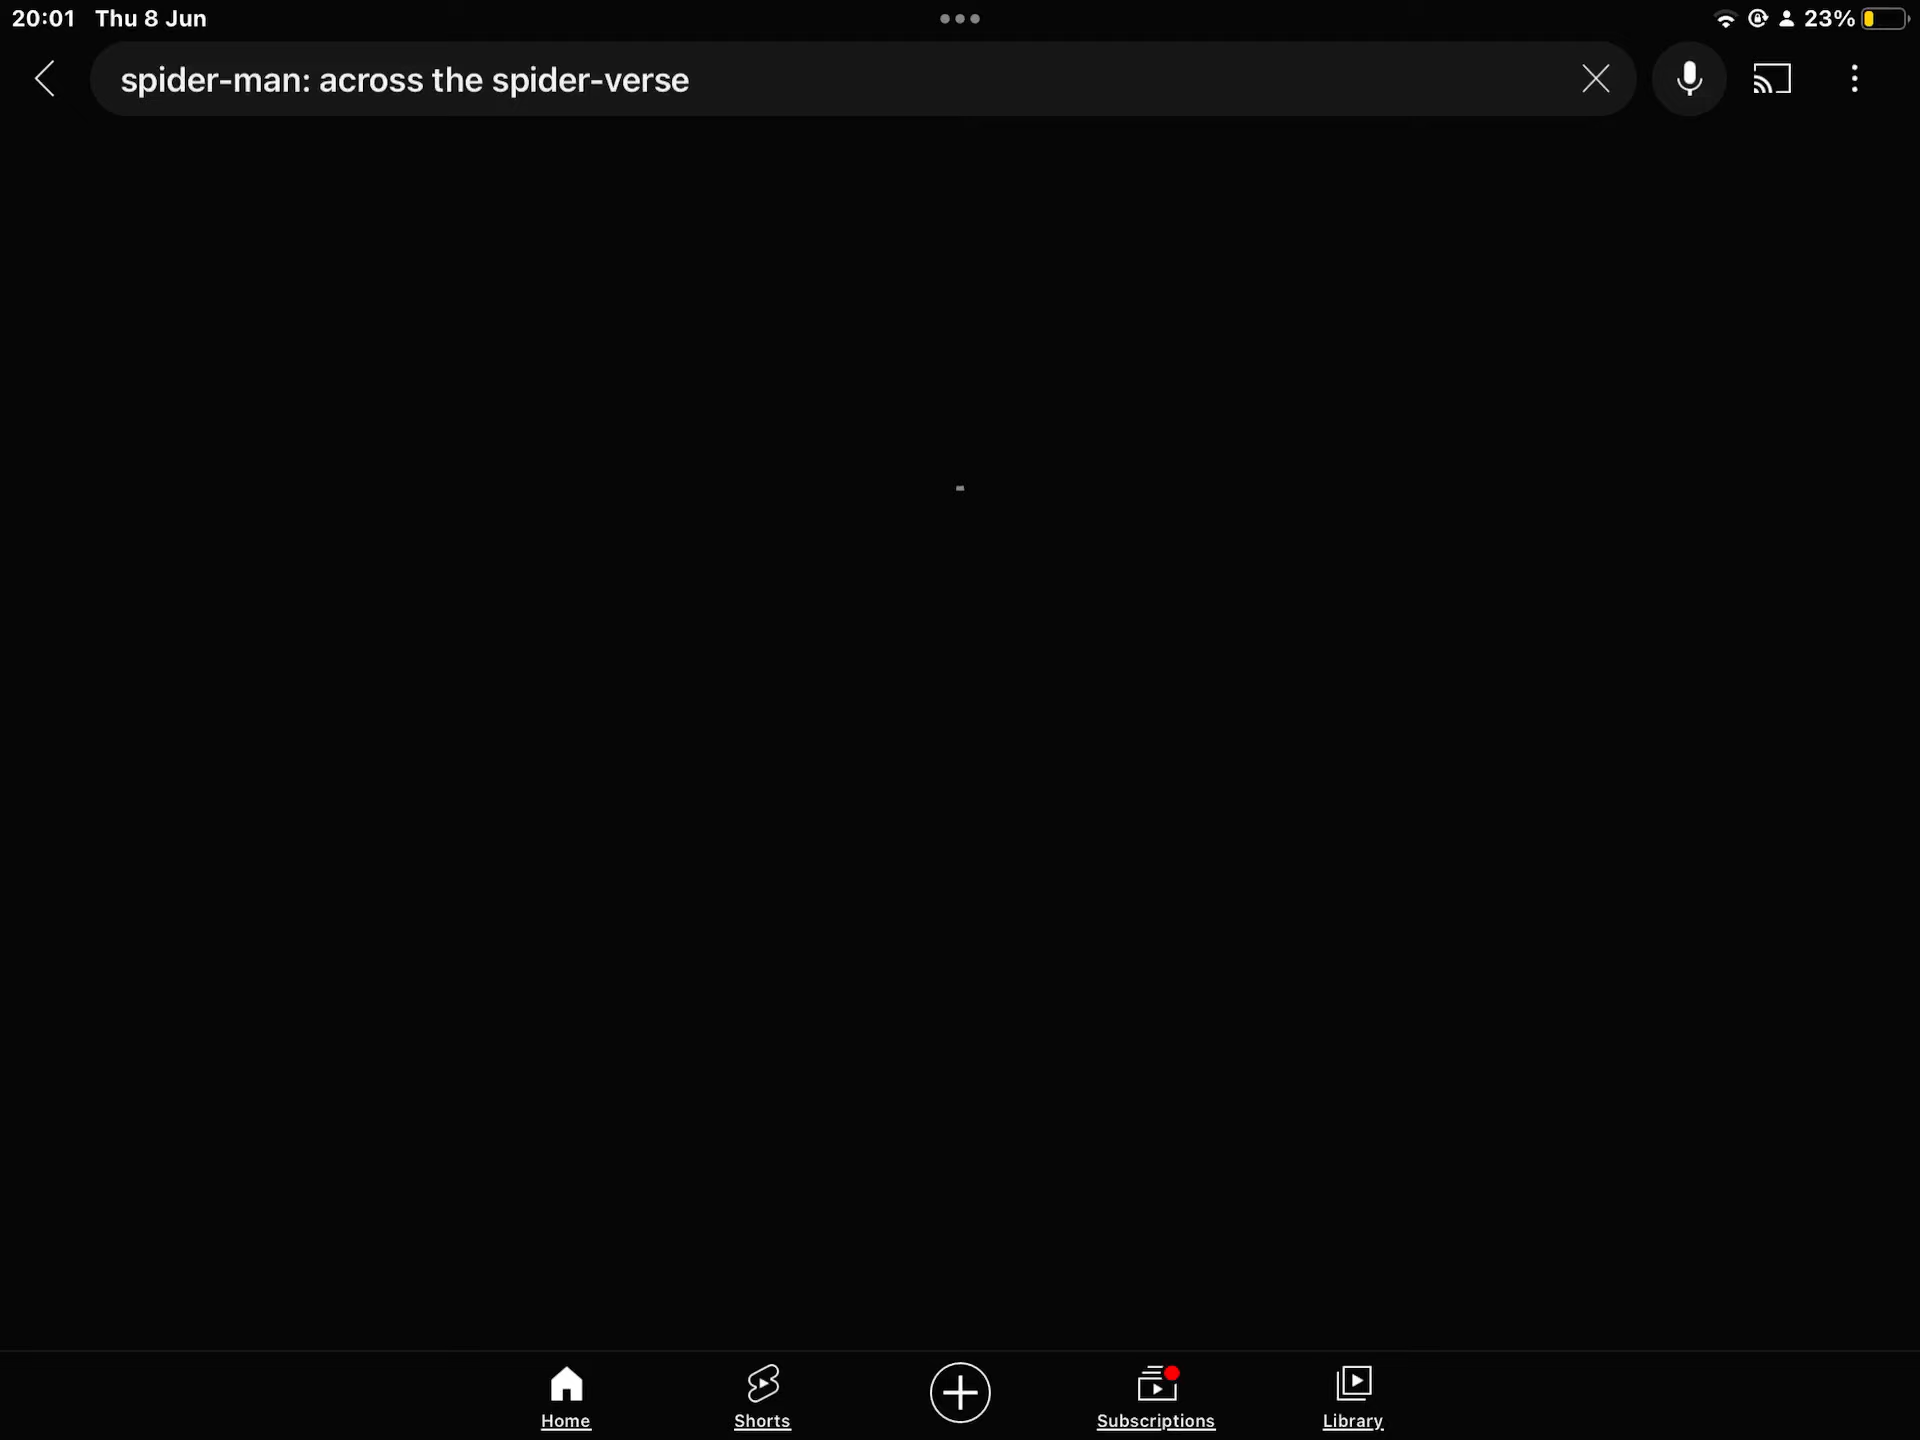 20:01 Thu 8 Jun 23%
spider-man: across the spider-verse
Home Shorts Subscriptions Library